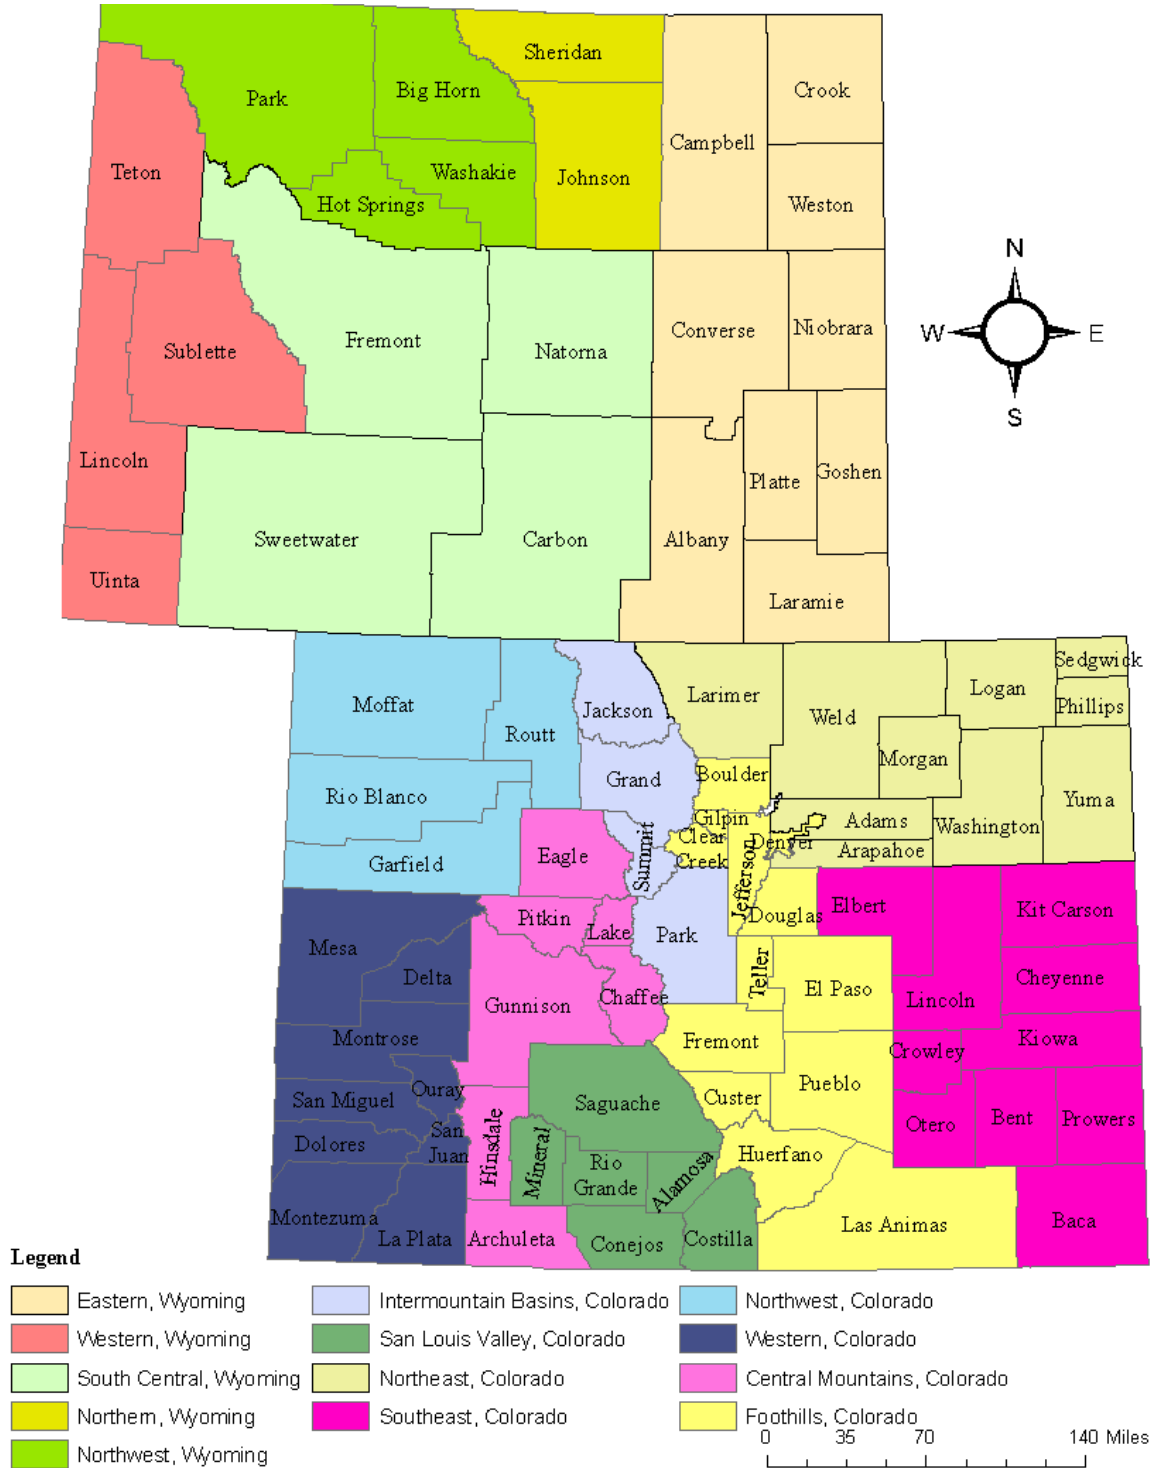 Sheridan
Park
Big Horn
Crook
Campbell
Teton
Washakie
Johnson
Hot Springs
Weston
N
W
E
S
Converse
Niobrara
Fremont
Natorna
Sublette
Lincoln
Platte
Goshen
Sweetwater
Carbon
Albany
Uinta
Laramie
Sedgwick
Moffat
Jackson
Larimer
Logan
Phillips
Weld
Routt
Morgan
Grand
Boulder
Rio Blanco
Yuma
Gilpin
Adams
Washington
Clear
Creek
Denver
Arapahoe
Summit
Eagle
Garfield
Jefferson
Pitkin
Lake
Park
Douglas
Elbert
Kit Carson
Mesa
Delta
Teller
El Paso
Cheyenne
Gunnison
Chaffee
Lincoln
Montrose
Fremont
Crowley
Kiowa
Ouray
San Miguel
Saguache
Custer
Pueblo
Otero
Bent
Prowers
Dolores
San
Juan
Hinsdale
Mineral
Rio
Grande
Alamosa
Huerfano
Montezuma
La Plata
Archuleta
Conejos
Costilla
Las Animas
Baca
Legend
Eastern, Wyoming
Western, Wyoming
South Central, Wyoming
Northern, Wyoming
Northwest, Wyoming
Intermountain Basins, Colorado
San Louis Valley, Colorado
Northeast, Colorado
Southeast, Colorado
Northwest, Colorado
Western, Colorado
Central Mountains, Colorado
Foothills, Colorado
0 35 70 140 Miles